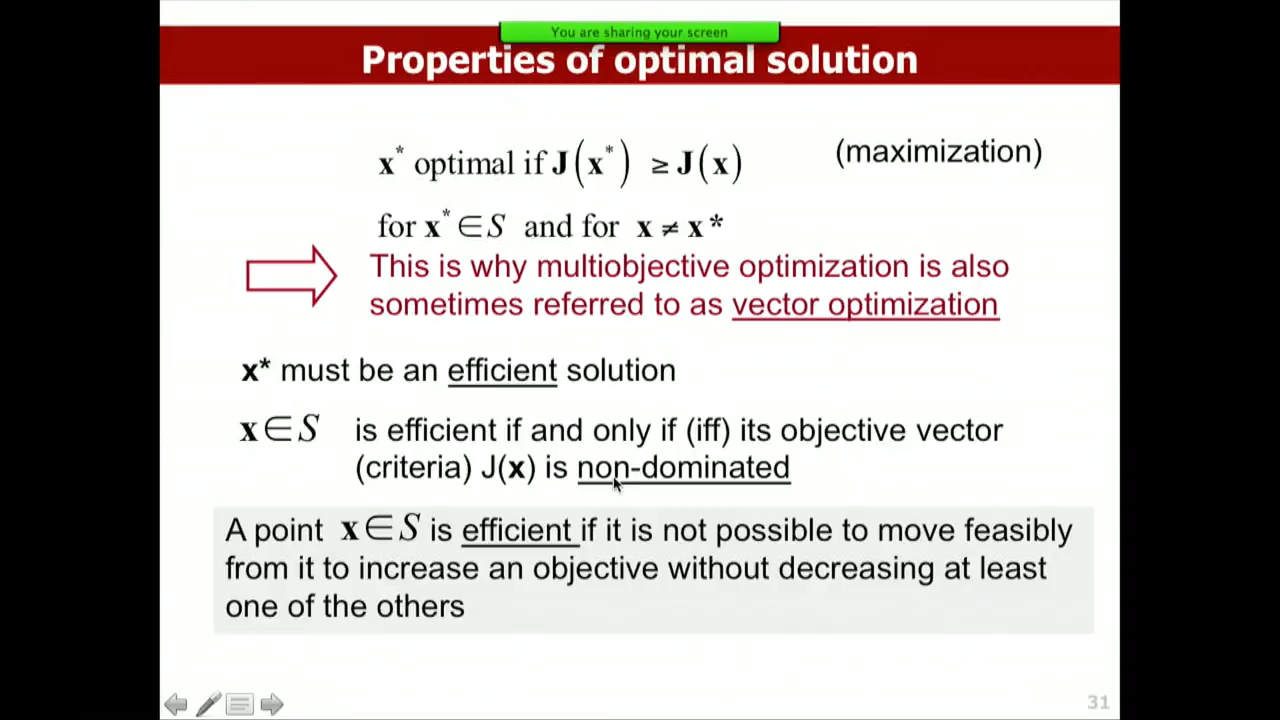 You are sharing your screen
Properties of optimal solution
x* optimal if J(x*) ≥ J(x) (maximization)
for x* ∈ S and for x ≠ x*
This is why multiobjective optimization is also
sometimes referred to as vector optimization
x* must be an efficient solution
x ∈ S is efficient if and only if (iff) its objective vector
(criteria) J(x) is non-dominated
A point x ∈ S is efficient if it is not possible to move feasibly
from it to increase an objective without decreasing at least
one of the others
31